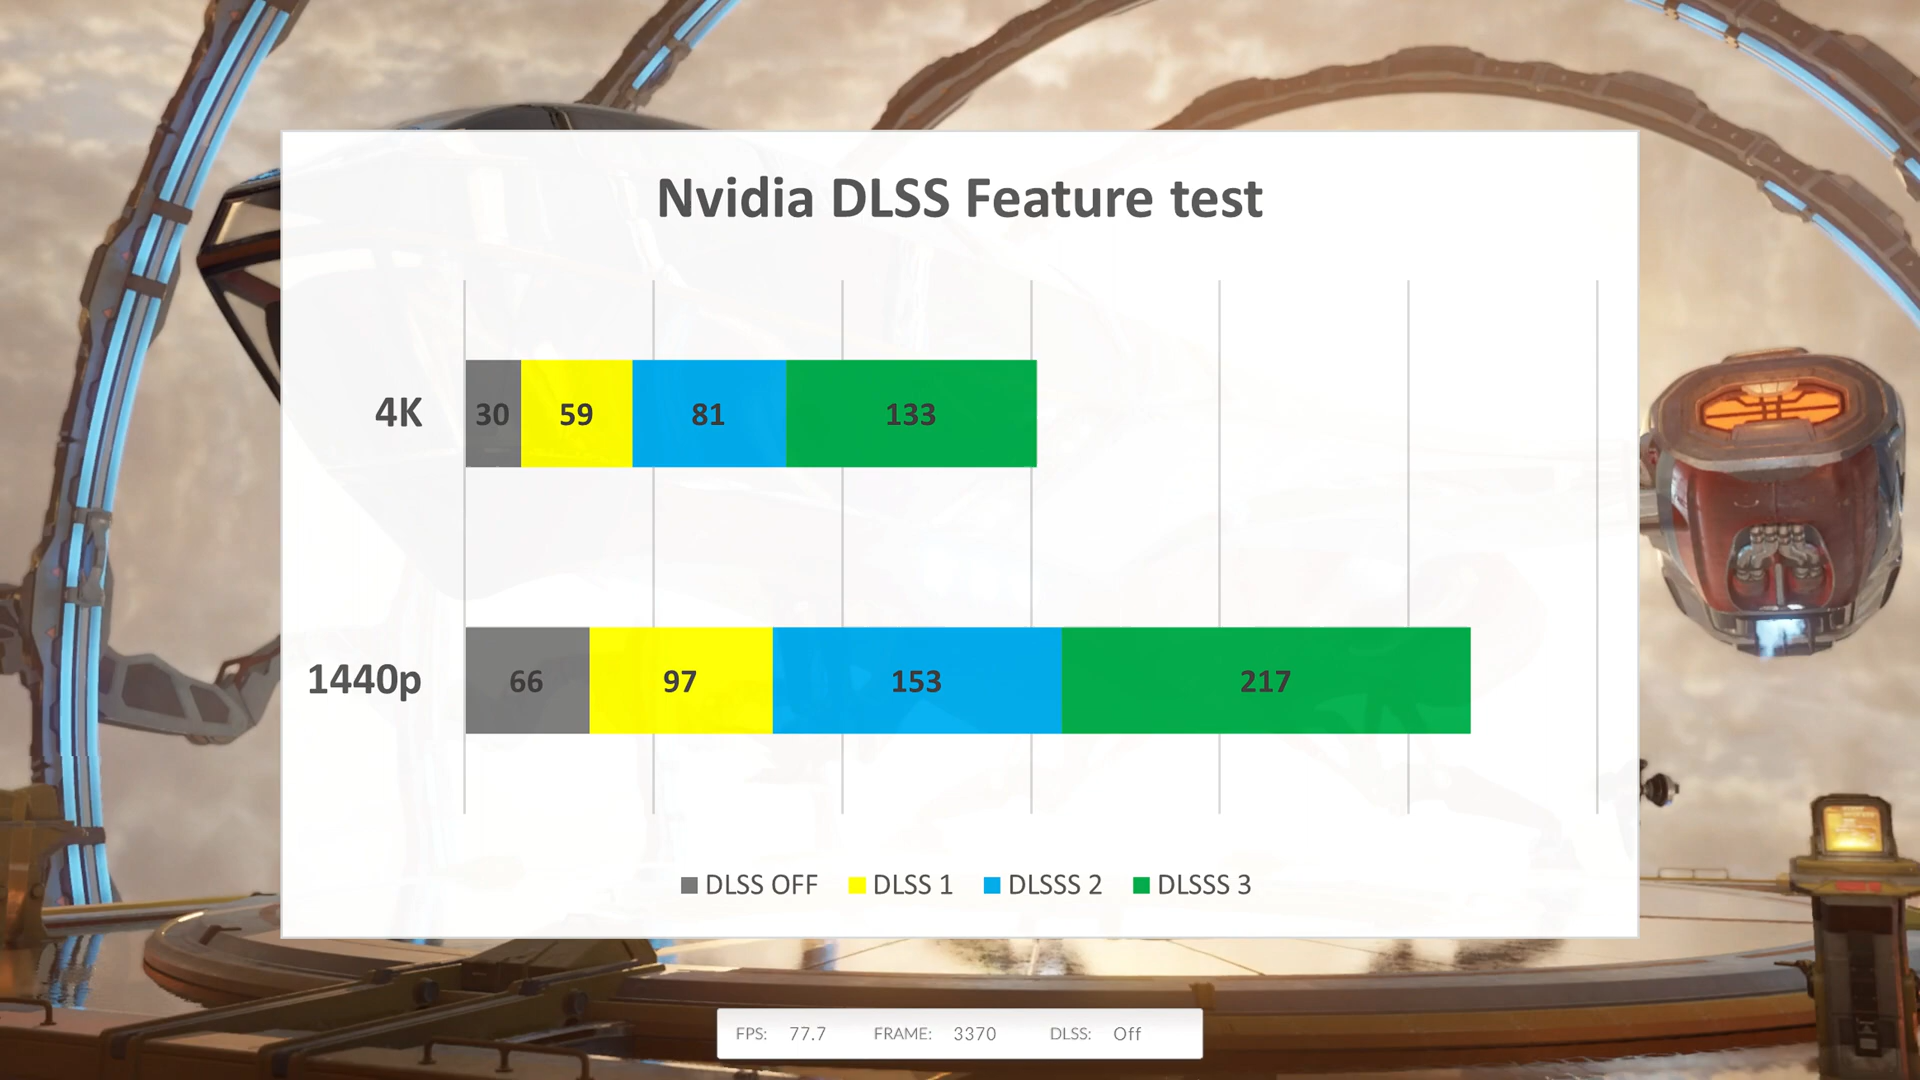 Nvidia DLSS Feature test
4K 30 59 81 133
1440p 66 97 153 217
DLSS OFF DLSS 1 DLSSS 2 DLSSS 3
FPS: 77.7 FRAME: 3370 DLSS: Off